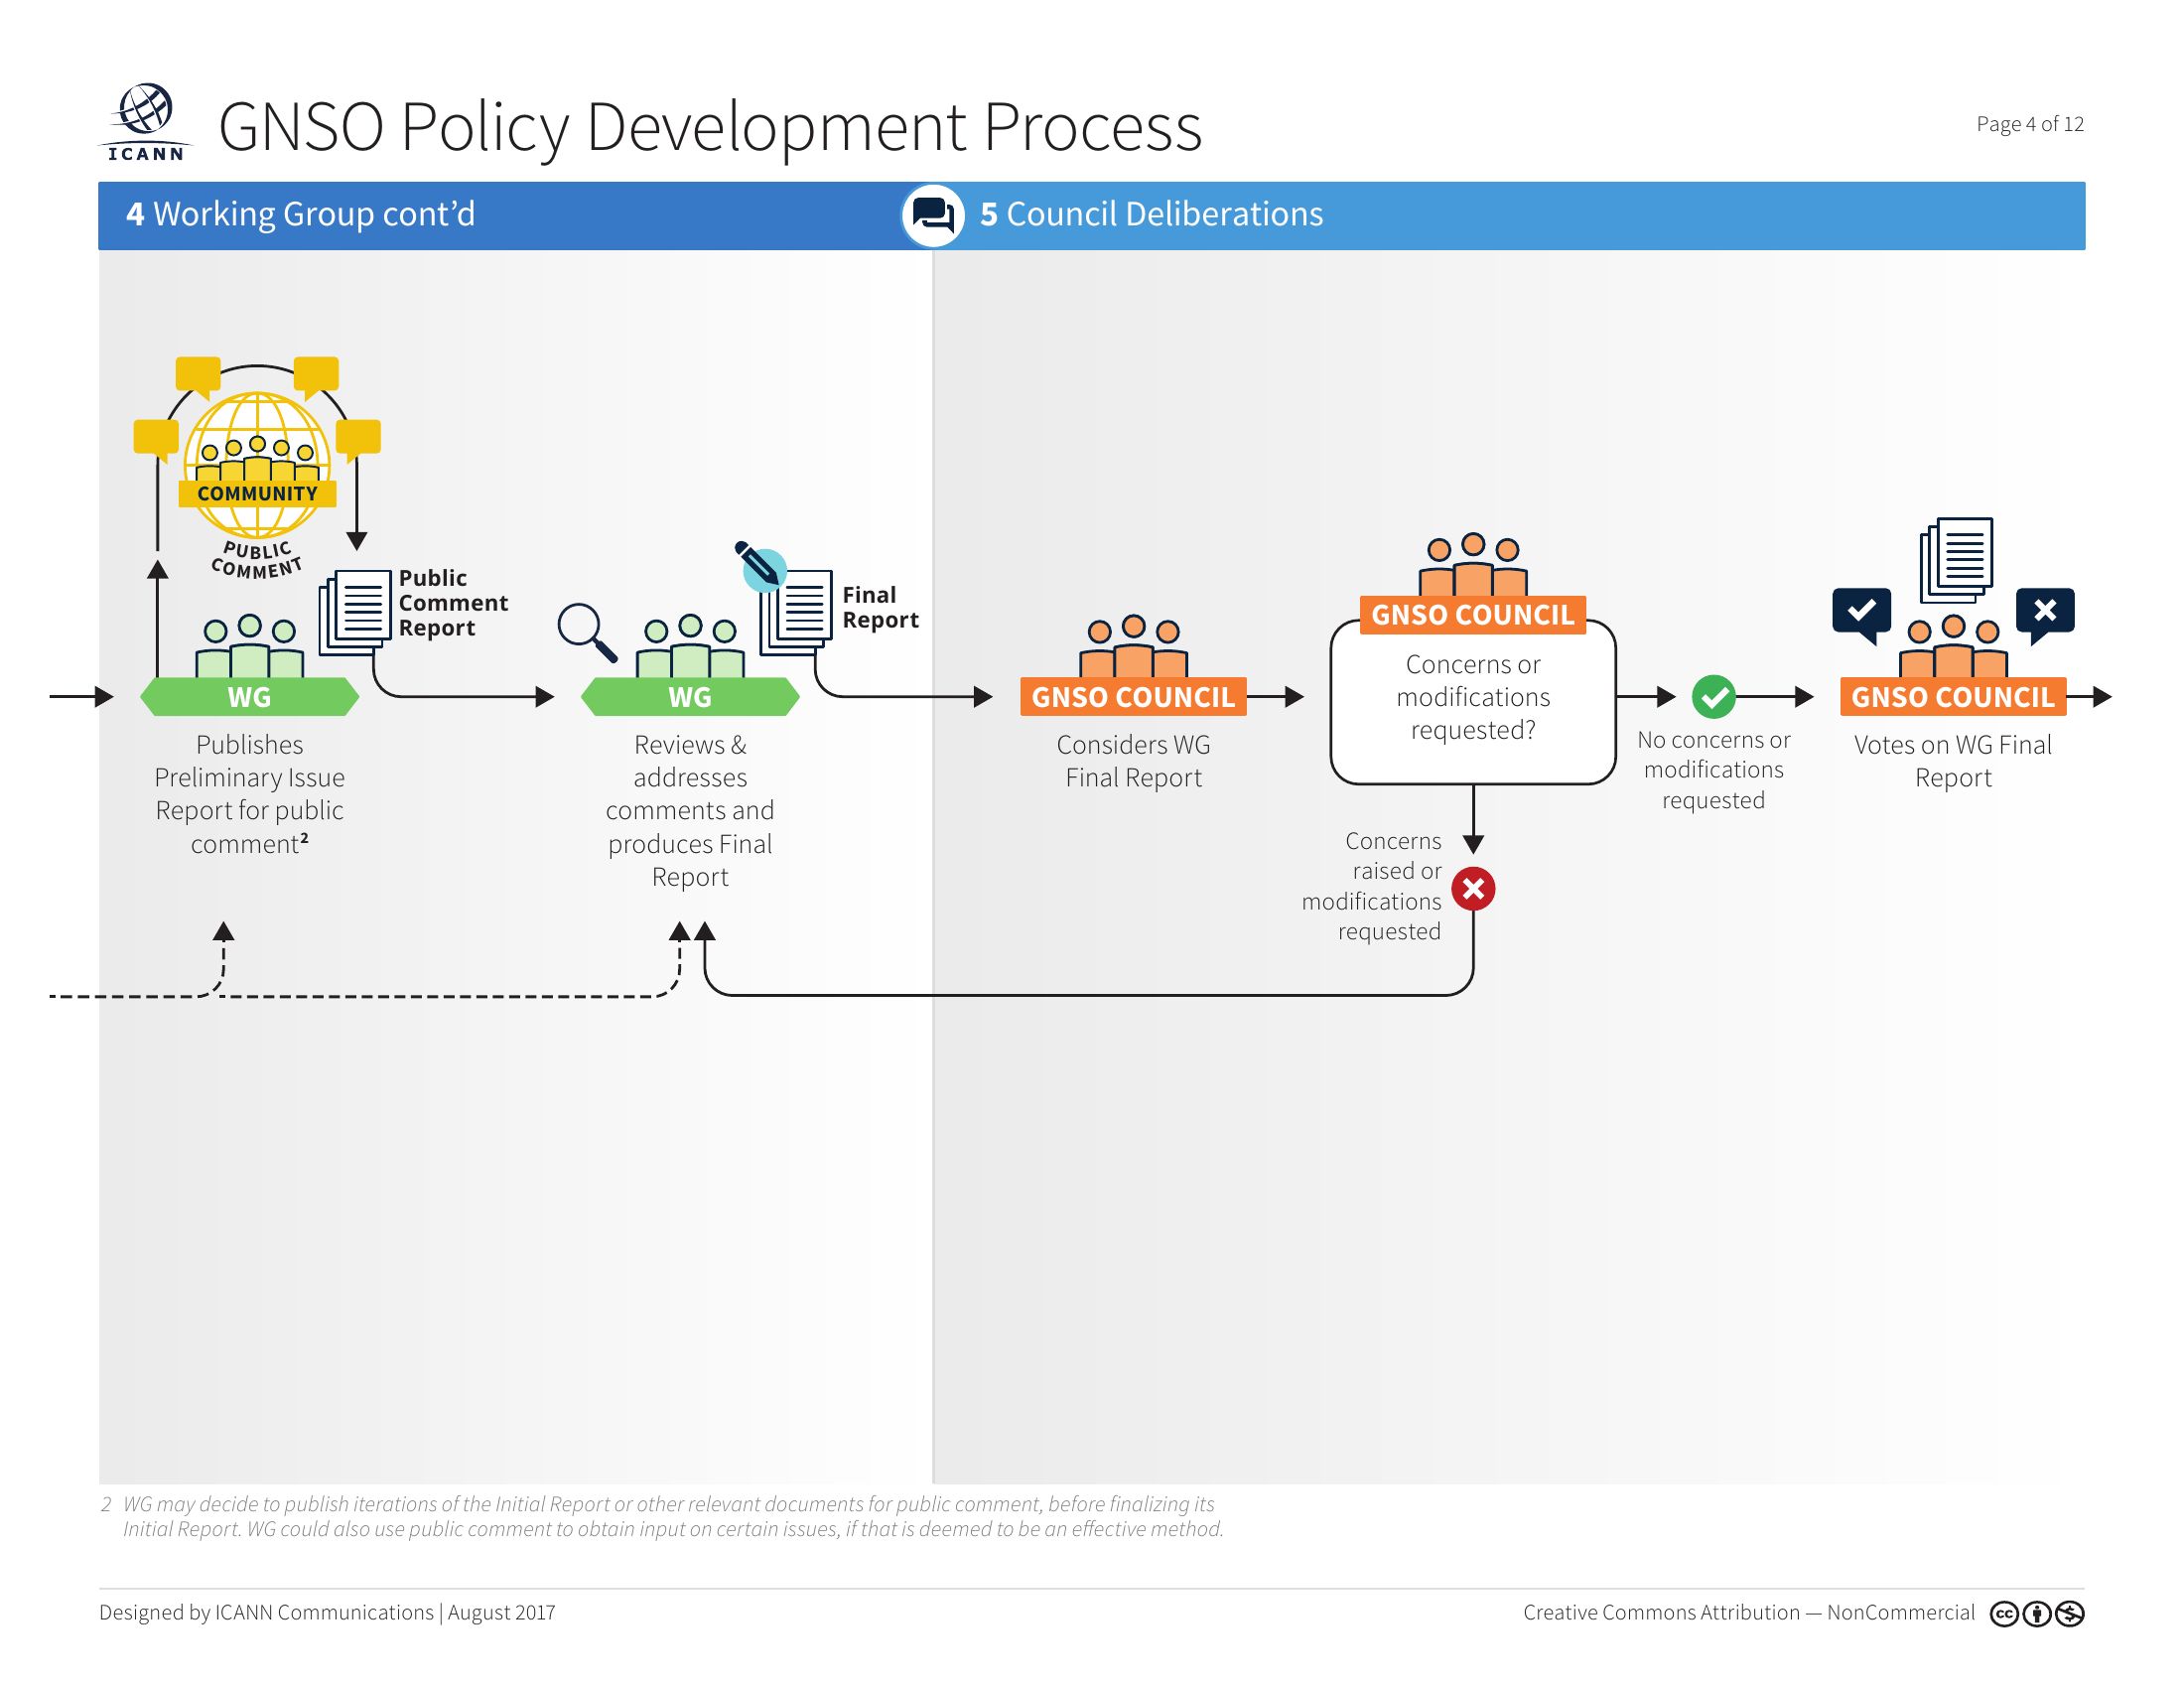 ICANN
GNSO Policy Development Process
Page 4 of 12
4 Working Group cont’d
5 Council Deliberations
COMMUNITY
PUBLIC
COMMENT
Public
Comment
Report
WG
Publishes
Preliminary Issue
Report for public
comment²
Final
Report
WG
Reviews &
addresses
comments and
produces Final
Report
GNSO COUNCIL
Considers WG
Final Report
GNSO COUNCIL
Concerns or
modifications
requested?
Concerns
raised or
modifications
requested
No concerns or
modifications
requested
GNSO COUNCIL
Votes on WG Final
Report
2 WG may decide to publish iterations of the Initial Report or other relevant documents for public comment, before finalizing its
Initial Report. WG could also use public comment to obtain input on certain issues, if that is deemed to be an effective method.
Designed by ICANN Communications | August 2017
Creative Commons Attribution — NonCommercial
cc